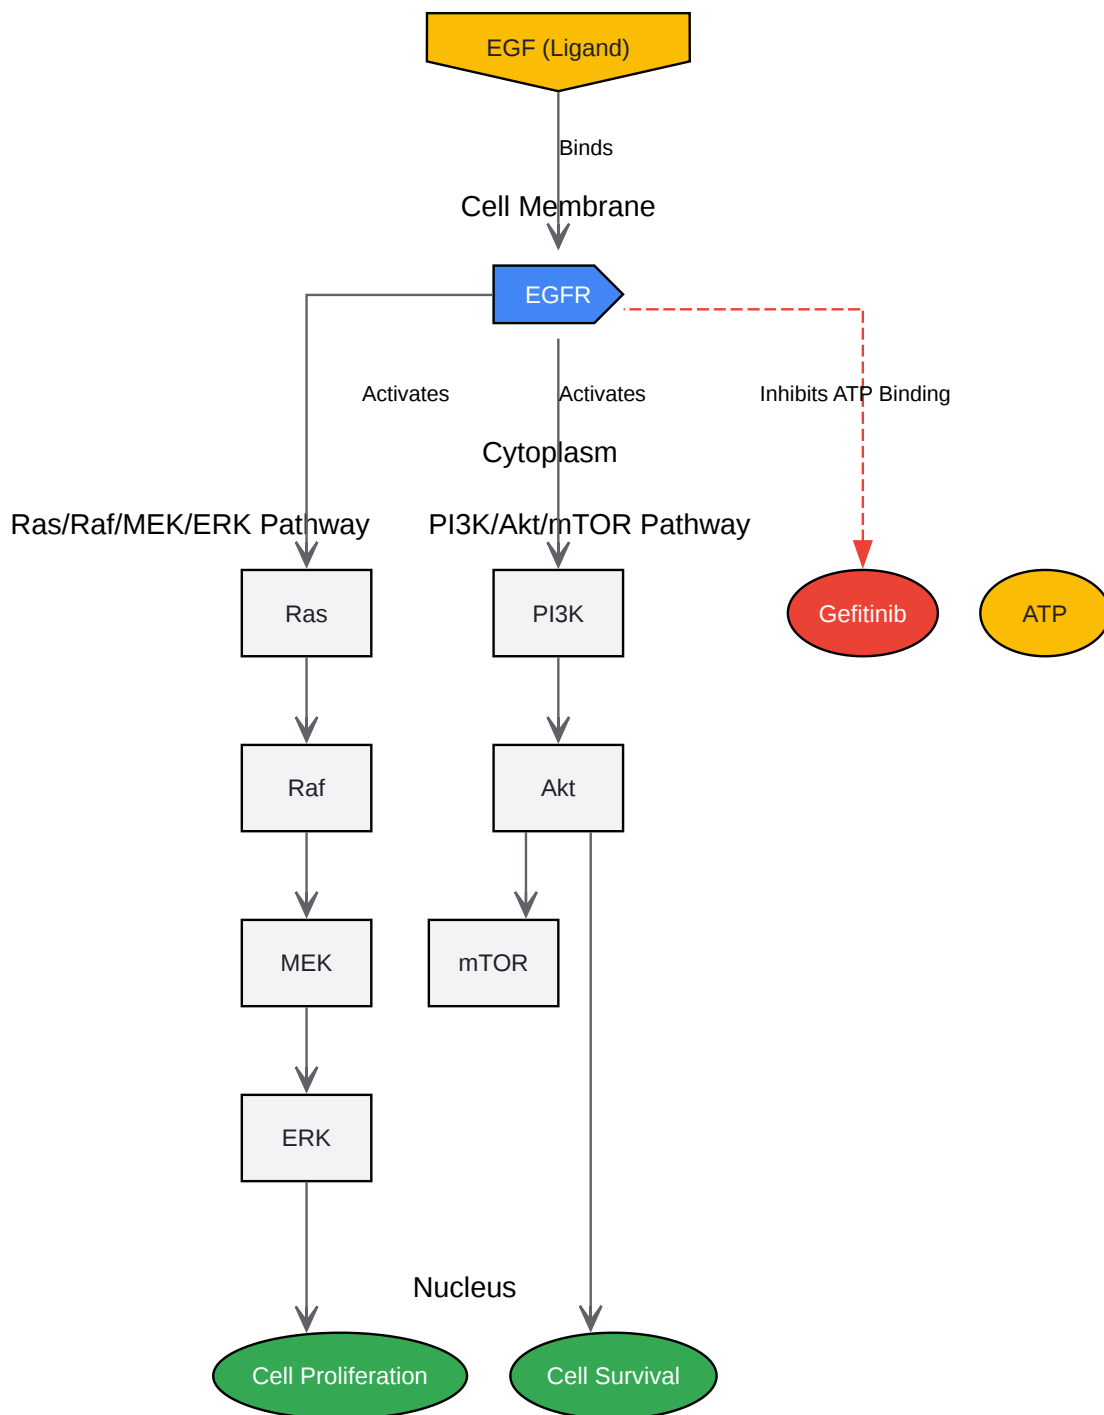 EGF (Ligand)
Binds
Cell Membrane
EGFR
Activates
Activates
Inhibits ATP Binding
Cytoplasm
Ras/Raf/MEK/ERK Pathway
PI3K/Akt/mTOR Pathway
Ras
PI3K
Gefitinib
ATP
Raf
Akt
MEK
mTOR
ERK
Nucleus
Cell Proliferation
Cell Survival